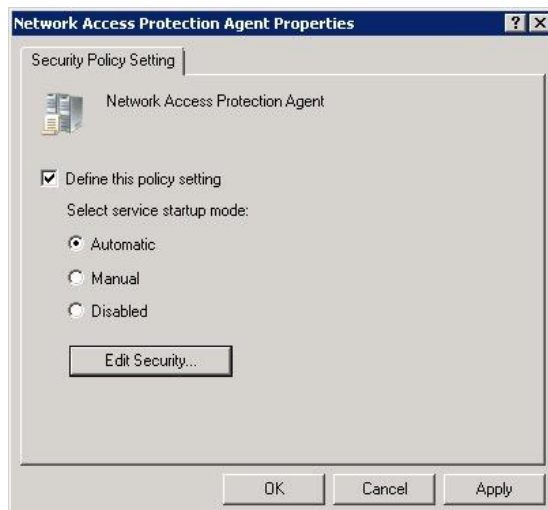 Network Access Protection Agent Properties
Security Policy Setting
Network Access Protection Agent
Define this policy setting
Select service startup mode:
Automatic
Manual
Disabled
Edit Security...
OK Cancel Apply